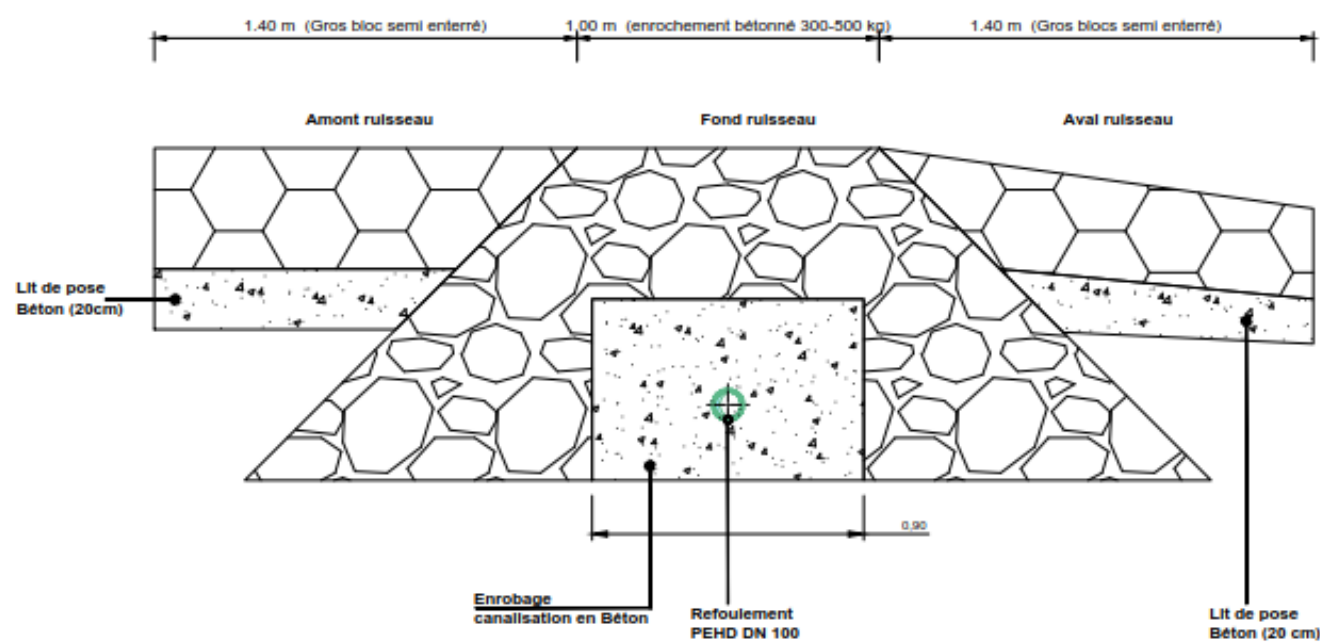 1.40 m (Gros bloc semi enterré)
1,00 m (enrochement bétonné 300-500 kg)
1.40 m (Gros blocs semi enterré)
Amont ruisseau
Fond ruisseau
Aval ruisseau
Lit de pose
Béton (20cm)
0,90
Enrobage
canalisation en Béton
Refoulement
PEHD DN 100
Lit de pose
Béton (20 cm)